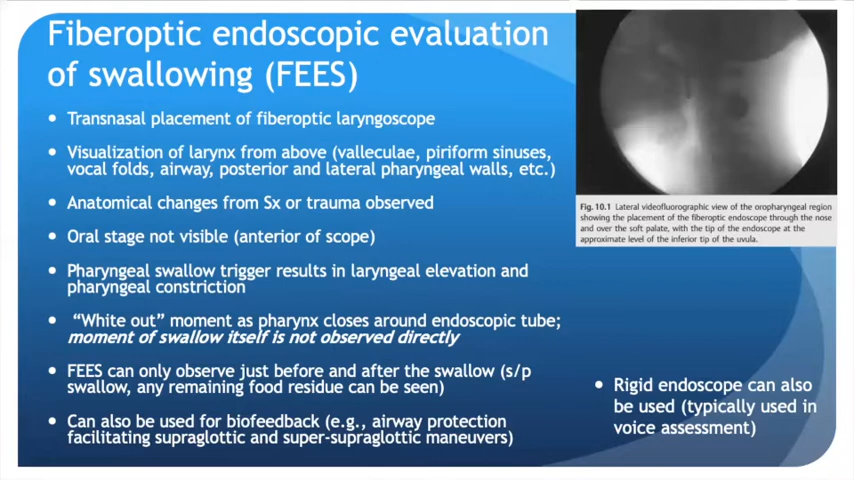 Fiberoptic endoscopic evaluation
of swallowing (FEES)
• Transnasal placement of fiberoptic laryngoscope
• Visualization of larynx from above (valleculae, piriform sinuses,
vocal folds, airway, posterior and lateral pharyngeal walls, etc.)
• Anatomical changes from Sx or trauma observed
• Oral stage not visible (anterior of scope)
• Pharyngeal swallow trigger results in laryngeal elevation and
pharyngeal constriction
• “White out” moment as pharynx closes around endoscopic tube;
moment of swallow itself is not observed directly
• FEES can only observe just before and after the swallow (s/p
swallow, any remaining food residue can be seen)
• Can also be used for biofeedback (e.g., airway protection
facilitating supraglottic and super-supraglottic maneuvers)
Fig. 10.1 Lateral videofluorographic view of the oropharyngeal region
showing the placement of the fiberoptic endoscope through the nose
and over the soft palate, with the tip of the endoscope at the
approximate level of the inferior tip of the uvula.
• Rigid endoscope can also
be used (typically used in
voice assessment)